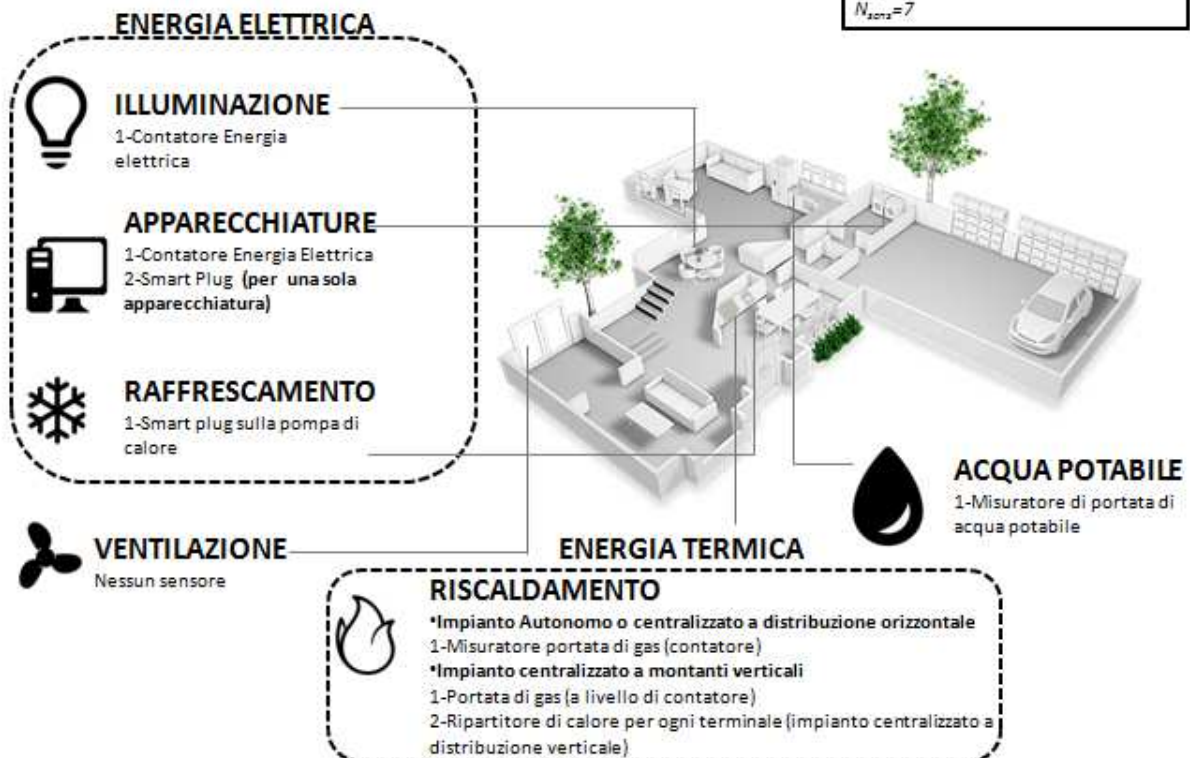 N_sens=7
ENERGIA ELETTRICA
ILLUMINAZIONE
1-Contatore Energia
elettrica
APPARECCHIATURE
1-Contatore Energia Elettrica
2-Smart Plug (per una sola
apparecchiatura)
RAFFRESCAMENTO
1-Smart plug sulla pompa di
calore
ACQUA POTABILE
1-Misuratore di portata di
acqua potabile
VENTILAZIONE
Nessun sensore
ENERGIA TERMICA
RISCALDAMENTO
•Impianto Autonomo o centralizzato a distribuzione orizzontale
1-Misuratore portata di gas (contatore)
•Impianto centralizzato a montanti verticali
1-Portata di gas (a livello di contatore)
2-Ripartitore di calore per ogni terminale (impianto centralizzato a
distribuzione verticale)